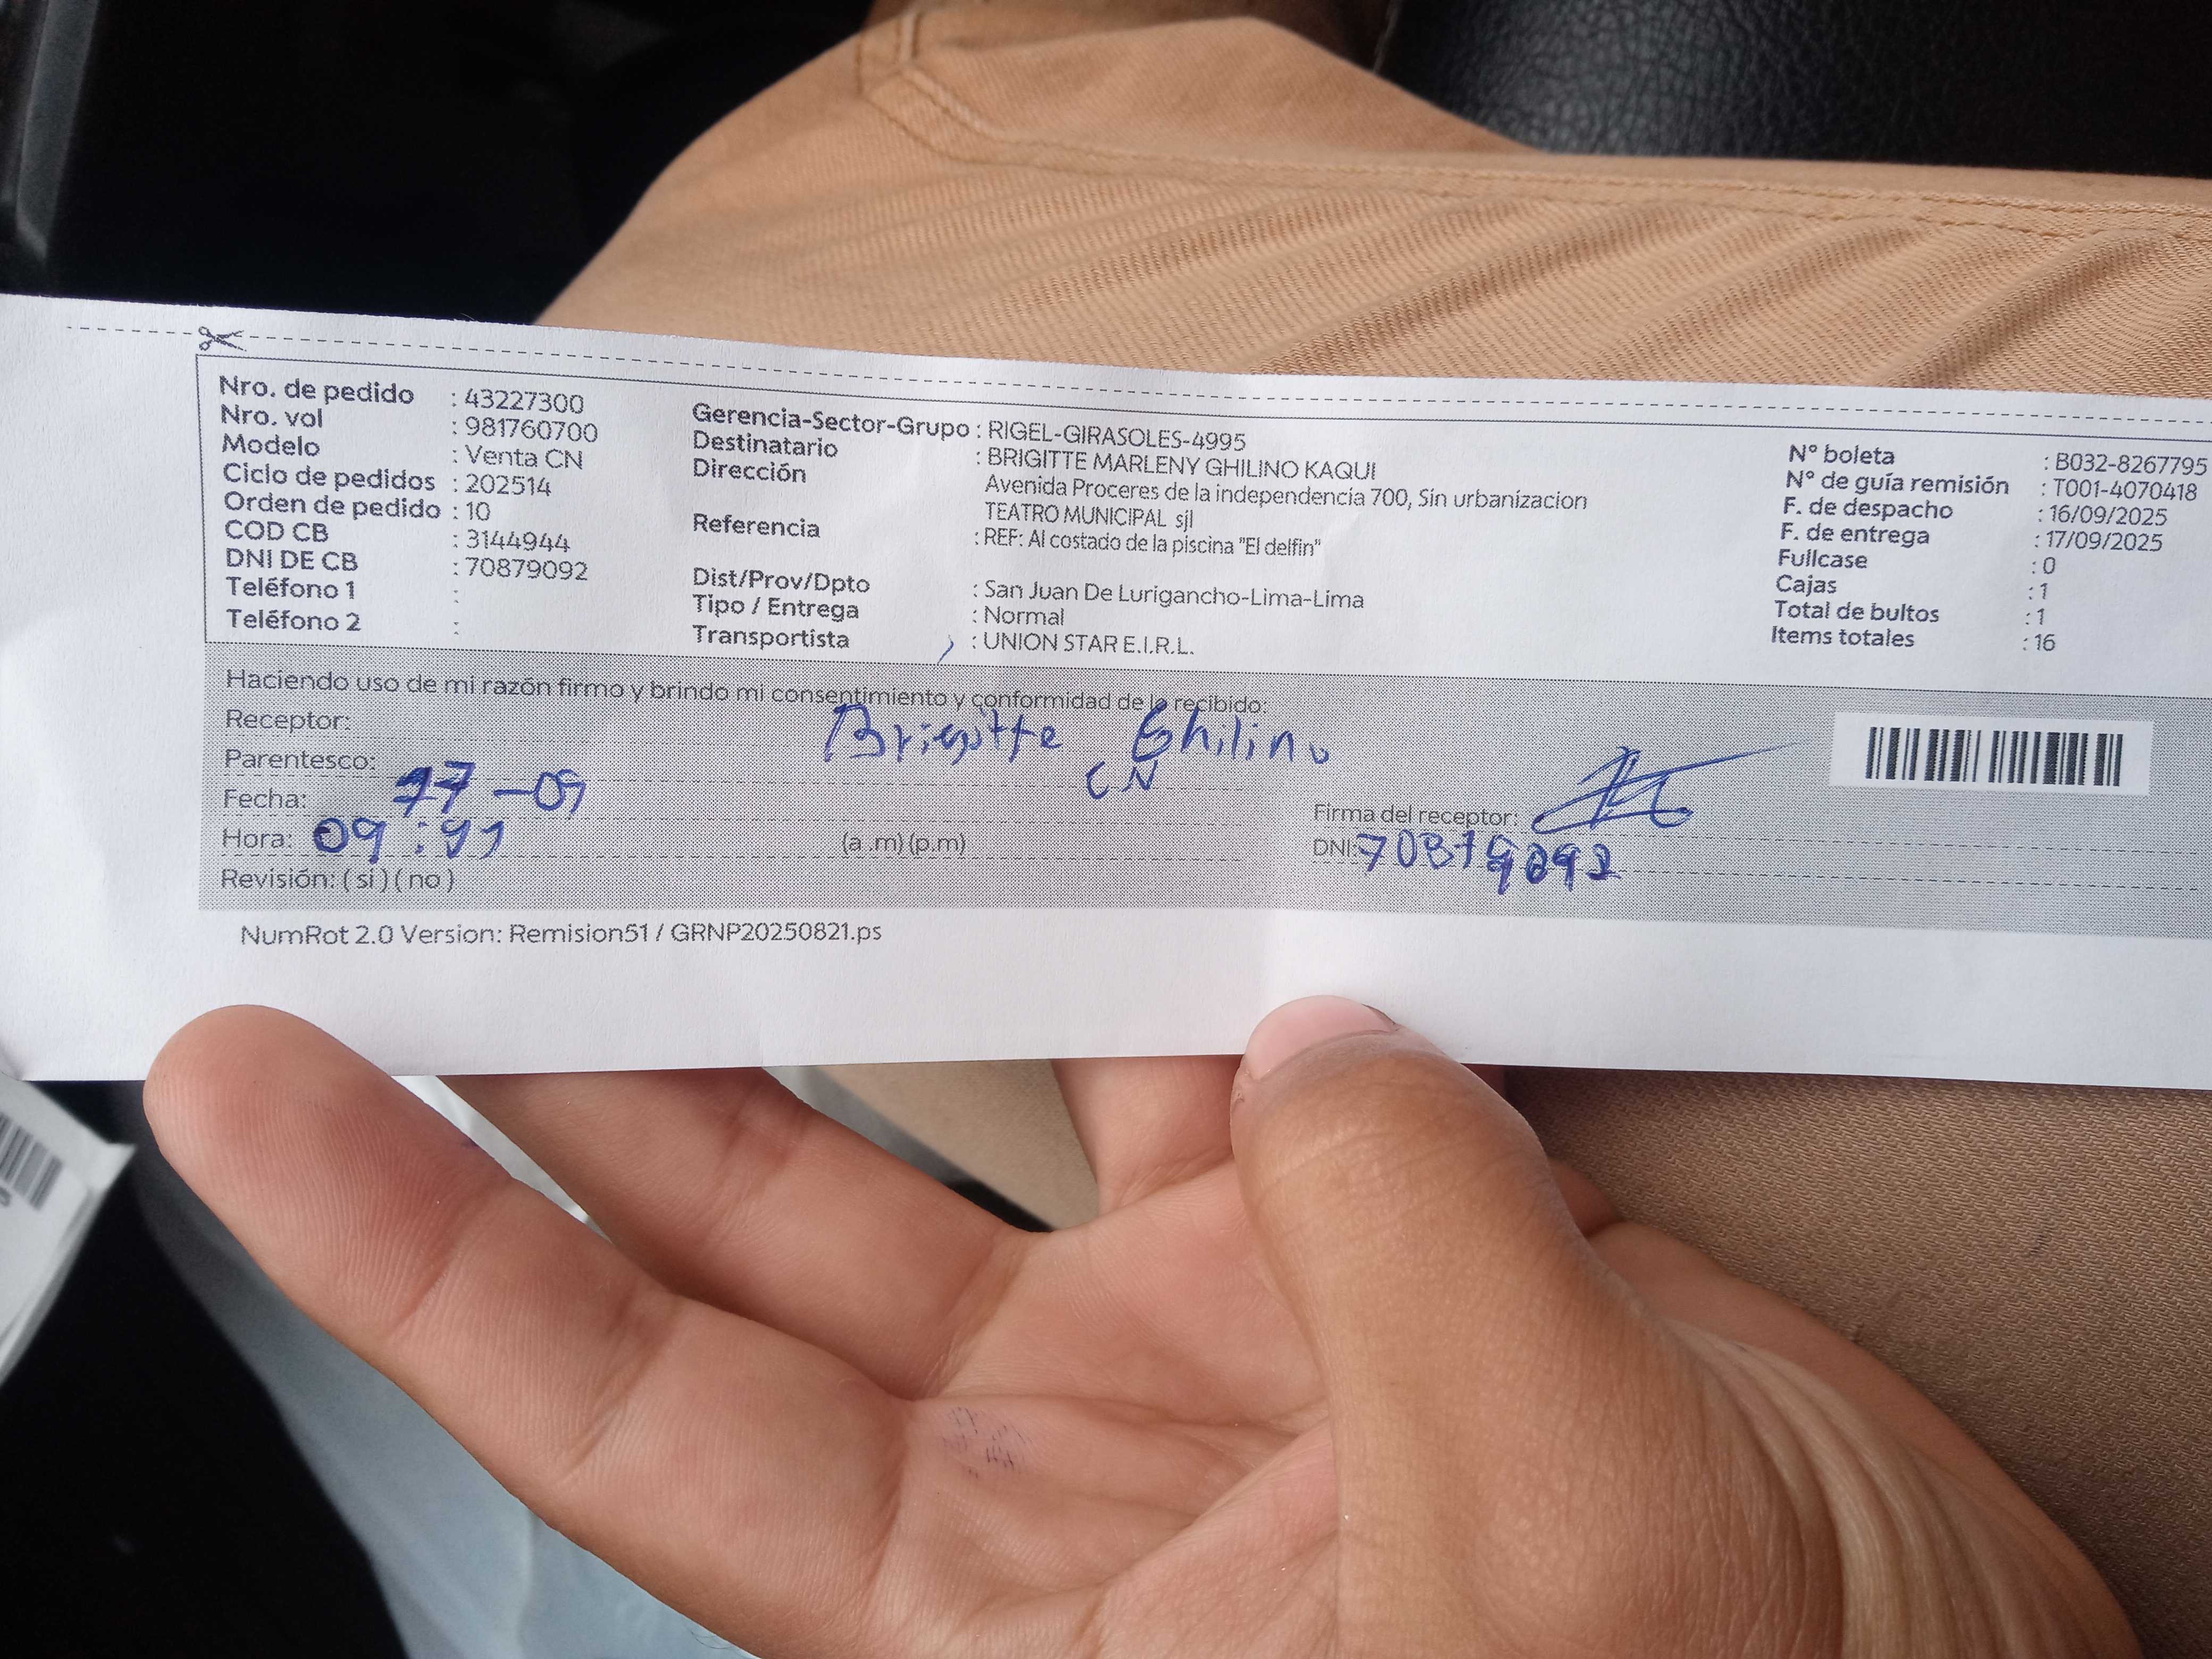 Nro. de pedido : 43227300
Nro. vol : 981760700
Modelo : Venta CN
Ciclo de pedidos : 202514
Orden de pedido : 10
COD CB : 3144944
DNI DE CB : 70879092
Teléfono 1 :
Teléfono 2 :
Gerencia-Sector-Grupo : RIGEL-GIRASOLES-4995
Destinatario : BRIGITTE MARLENY GHILINO KAQUI
Dirección Avenida Proceres de la independencia 700, Sin urbanizacion
TEATRO MUNICIPAL sjl
Referencia : REF: Al costado de la piscina "El delfin"
Dist/Prov/Dpto : San Juan De Lurigancho-Lima-Lima
Tipo / Entrega : Normal
Transportista : UNION STAR E.I.R.L.
N° boleta : B032-8267795
N° de guía remisión : T001-4070418
F. de despacho : 16/09/2025
F. de entrega : 17/09/2025
Fullcase : 0
Cajas : 1
Total de bultos : 1
Items totales : 16
Haciendo uso de mi razón firmo y brindo mi consentimiento y conformidad de lo recibido:
Receptor: Brigitte Ghilino
Parentesco: CN
Fecha: 17-09
Hora: (a .m) (p.m)
Revisión: ( si ) ( no )
Firma del receptor:
DNI: 70879092
NumRot 2.0 Version: Remision51 / GRNP20250821.ps